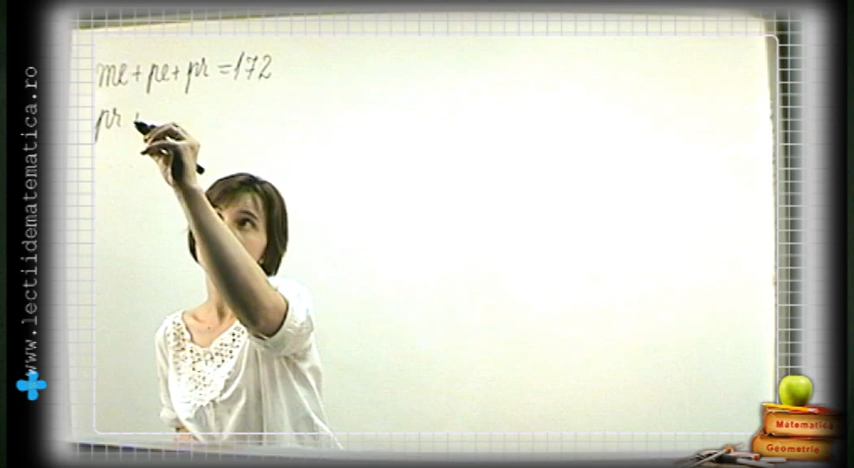 me + pe + pr = 172
pr
www.lectiidematematica.ro
Matematica
Geometrie